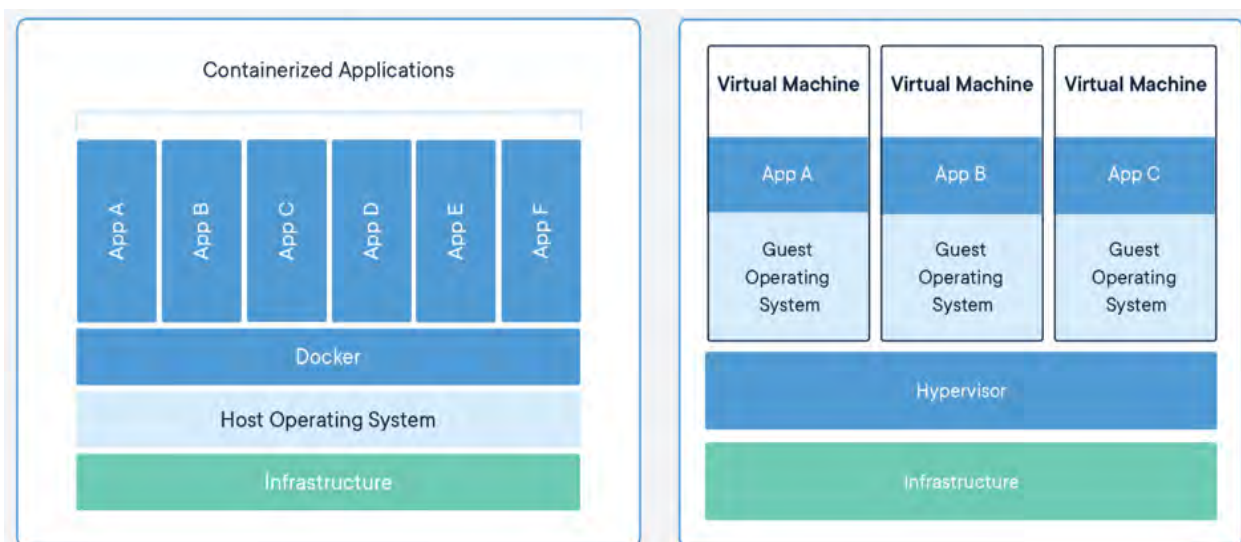 Containerized Applications
App A
App B
App C
App D
App E
App F
Docker
Host Operating System
Infrastructure
Virtual Machine
App A
Guest
Operating
System
Virtual Machine
App B
Guest
Operating
System
Virtual Machine
App C
Guest
Operating
System
Hypervisor
Infrastructure